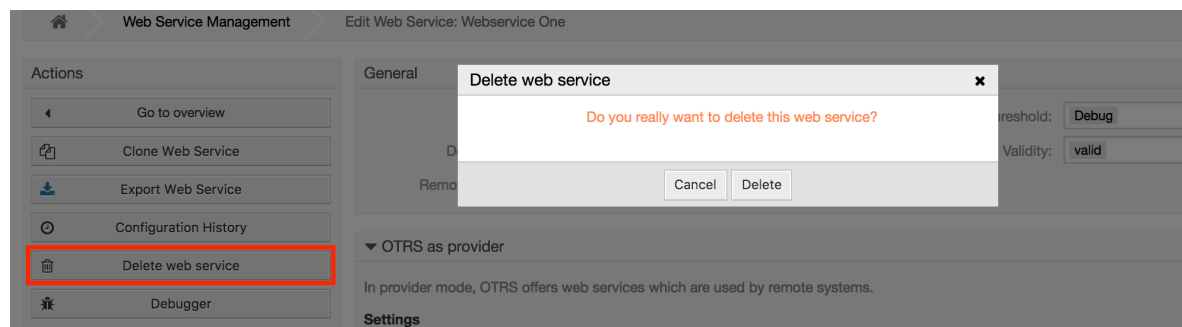 Web Service Management
Edit Web Service: Webservice One
Actions
Go to overview
Clone Web Service
Export Web Service
Configuration History
Delete web service
Debugger
General
Delete web service
Do you really want to delete this web service?
Cancel Delete
Debug
Validity: valid
OTRS as provider
In provider mode, OTRS offers web services which are used by remote systems.
Settings